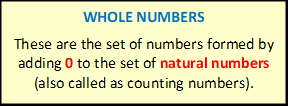 WHOLE NUMBERS
These are the set of numbers formed by
adding 0 to the set of natural numbers
(also called as counting numbers).